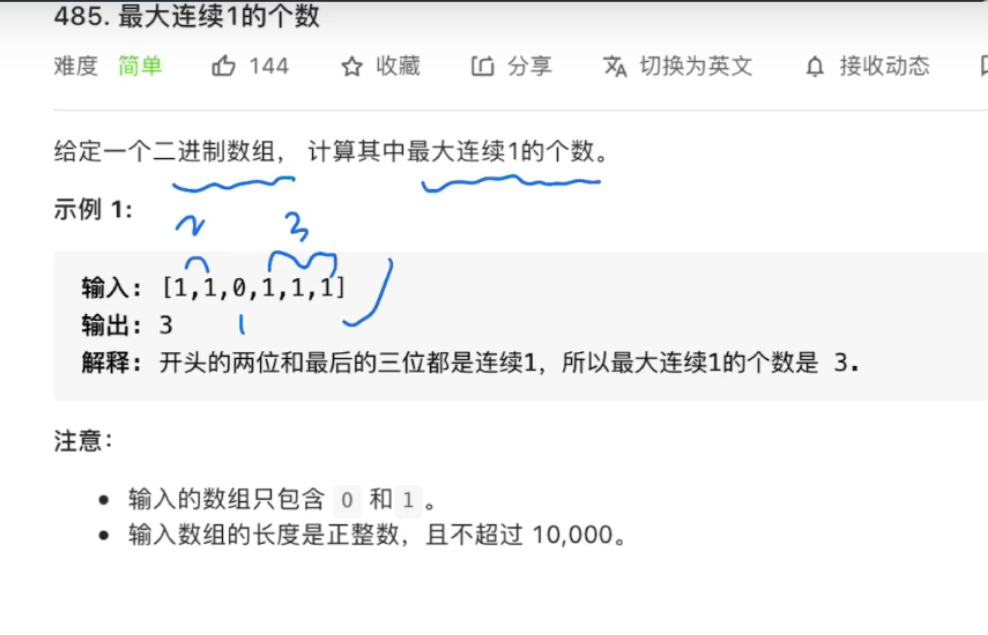 485. 最大连续1的个数
难度 简单 144 收藏 分享 切换为英文 接收动态
给定一个二进制数组， 计算其中最大连续1的个数。
示例 1:
2 3
输入: [1,1,0,1,1,1]
输出: 3 1
解释: 开头的两位和最后的三位都是连续1，所以最大连续1的个数是 3.
注意：
• 输入的数组只包含 0 和1。
• 输入数组的长度是正整数，且不超过 10,000。